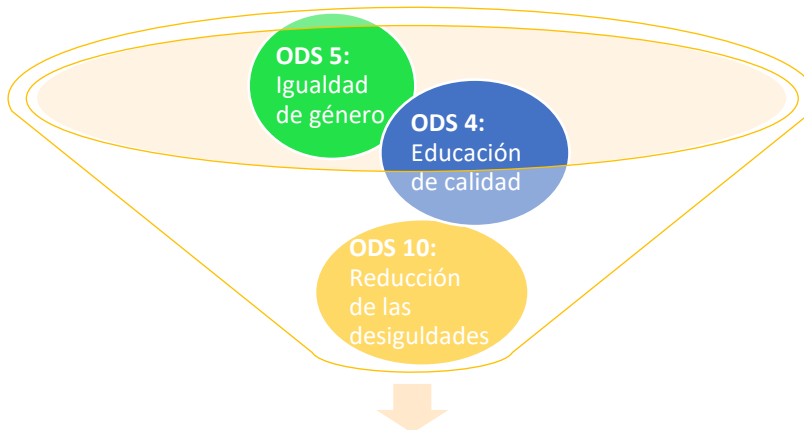 ODS 5:
Igualdad
de género
ODS 4:
Educación
de calidad
ODS 10:
Reducción
de las
desiguldades